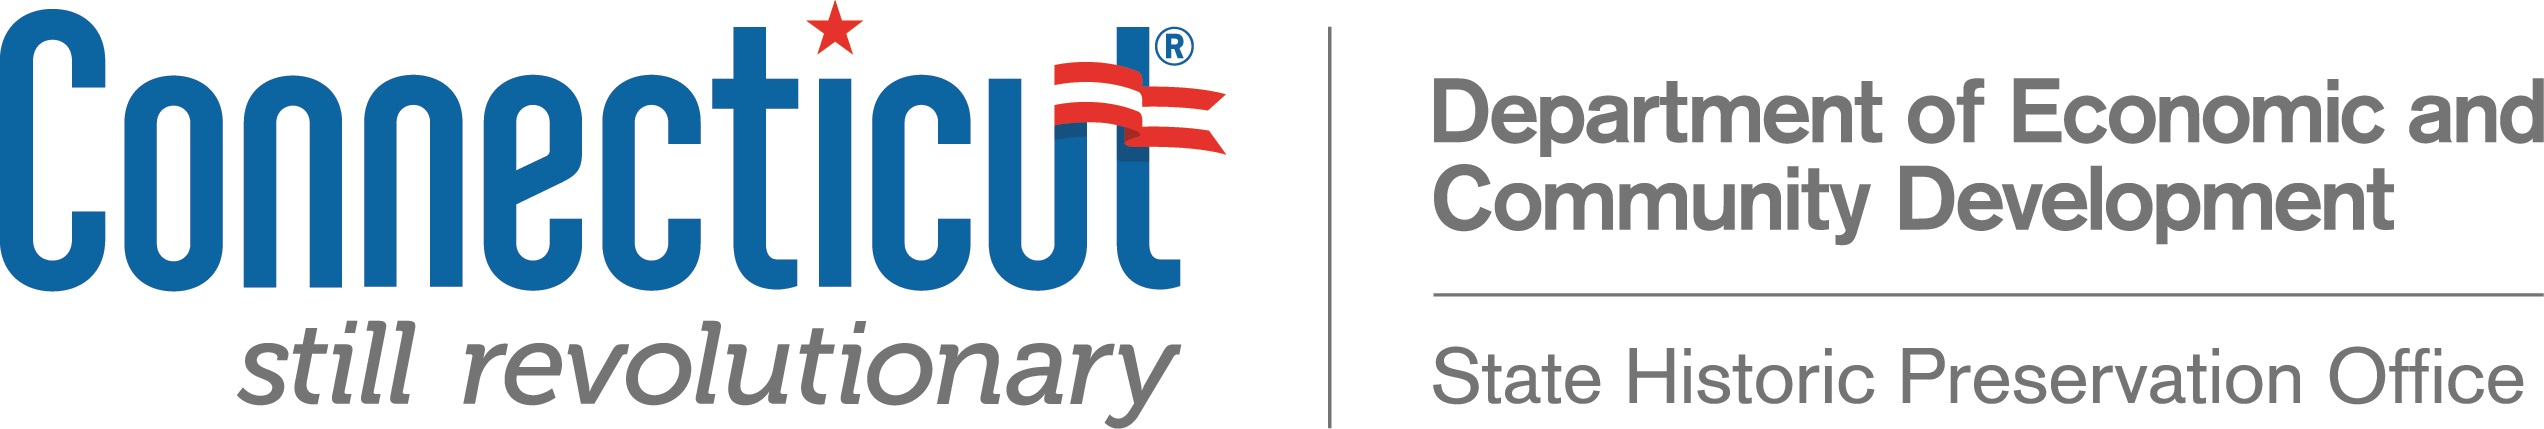 Connecticut®
still revolutionary
Department of Economic and
Community Development
State Historic Preservation Office